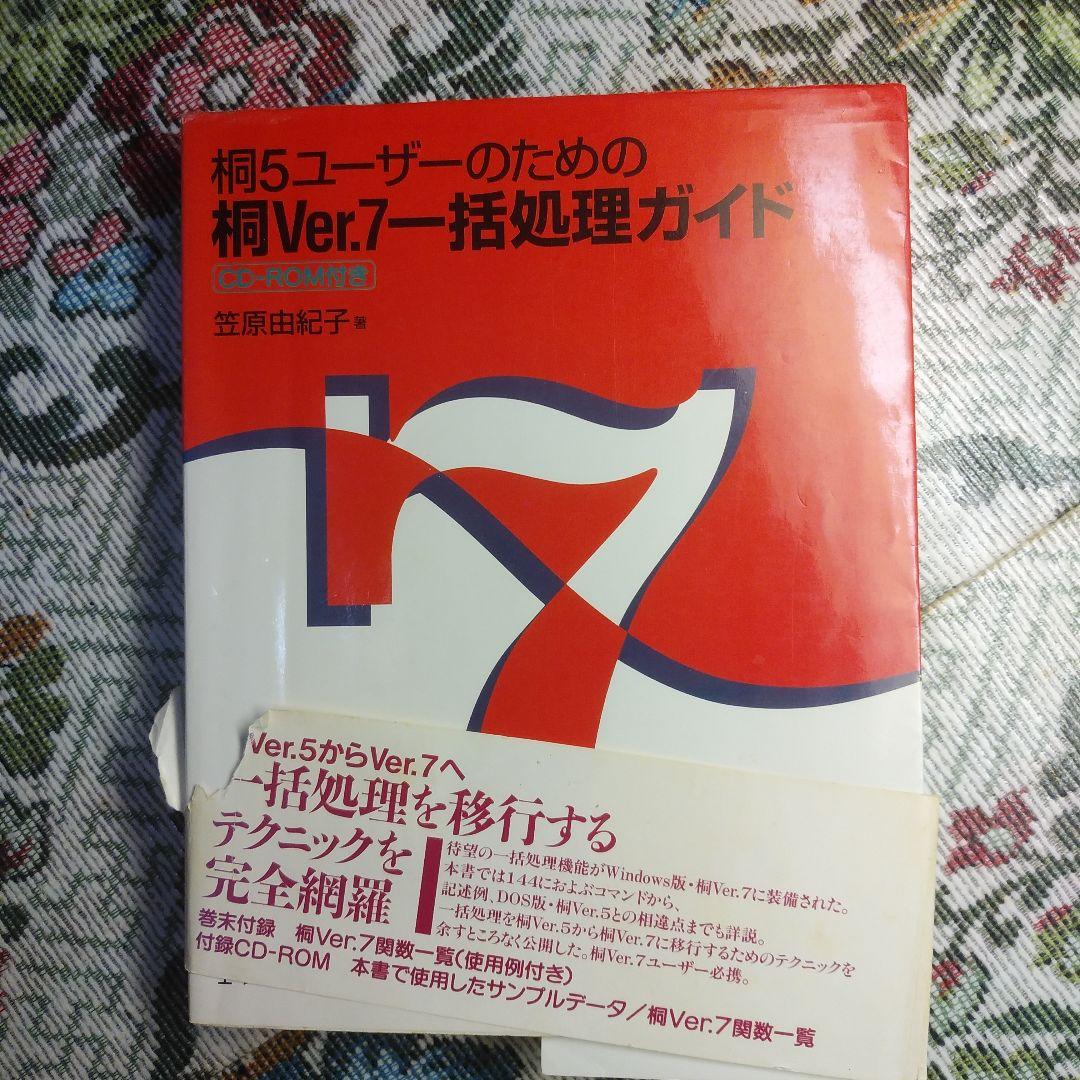 桐5ユーザーのための
桐Ver.7一括処理ガイド
CD-ROM付き
笠原由紀子 著
7
Ver.5からVer.7へ
一括処理を移行する
テクニックを
完全網羅
待望の一括処理機能がWindows版・桐Ver.7に装備された。
本書では144におよぶコマンドから、
記述例、DOS版・桐Ver.5との相違点までも詳説。
一括処理を桐Ver.5から桐Ver.7に移行するためのテクニックを
余すところなく公開した。桐Ver.7ユーザー必携。
巻末付録 桐Ver.7関数一覧(使用例付き)
付録CD-ROM 本書で使用したサンプルデータ/桐Ver.7関数一覧